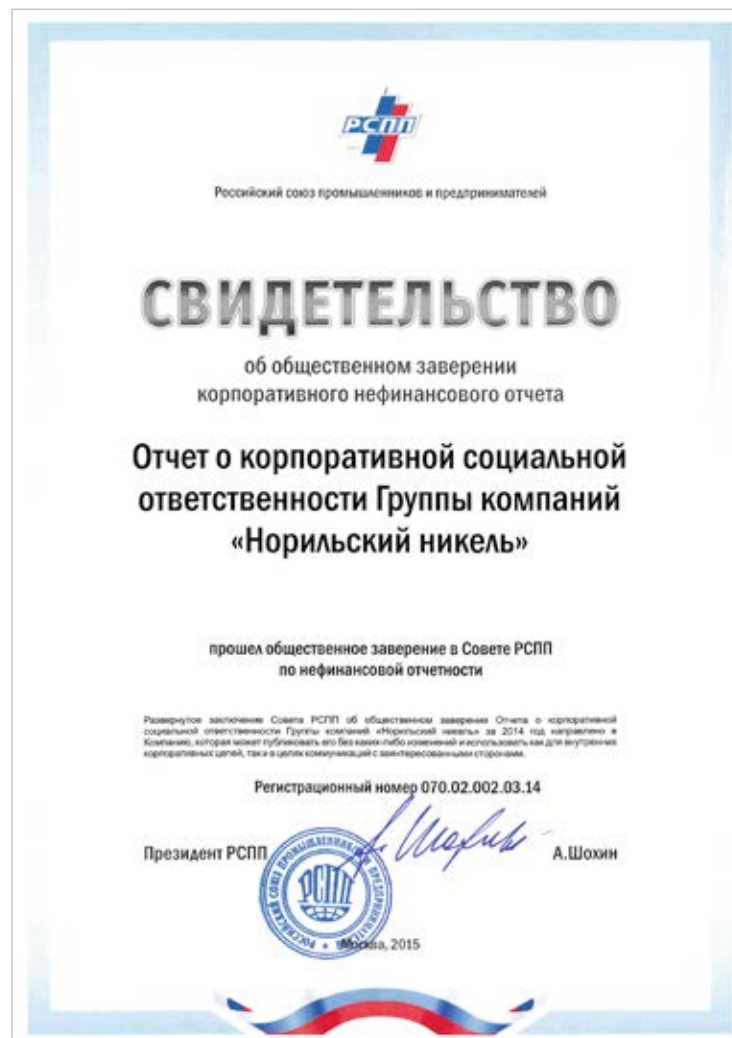 РСПП
Российский союз промышленников и предпринимателей
СВИДЕТЕЛЬСТВО
об общественном заверении
корпоративного нефинансового отчета
Отчет о корпоративной социальной
ответственности Группы компаний
«Норильский никель»
прошел общественное заверение в Совете РСПП
по нефинансовой отчетности
Развернутое заключение Совета РСПП об общественном заверении Отчета о корпоративной
социальной ответственности Группы компаний «Норильский никель» за 2014 год направлено в
Компанию, которая может публиковать его без каких-либо изменений и использовать как для внутренних
корпоративных целей, так и в целях коммуникаций с заинтересованными сторонами.
Регистрационный номер 070.02.002.03.14
Президент РСПП
А.Шохин
РОССИЙСКИЙ СОЮЗ ПРОМЫШЛЕННИКОВ И ПРЕДПРИНИМАТЕЛЕЙ
РСПП
Москва, 2015